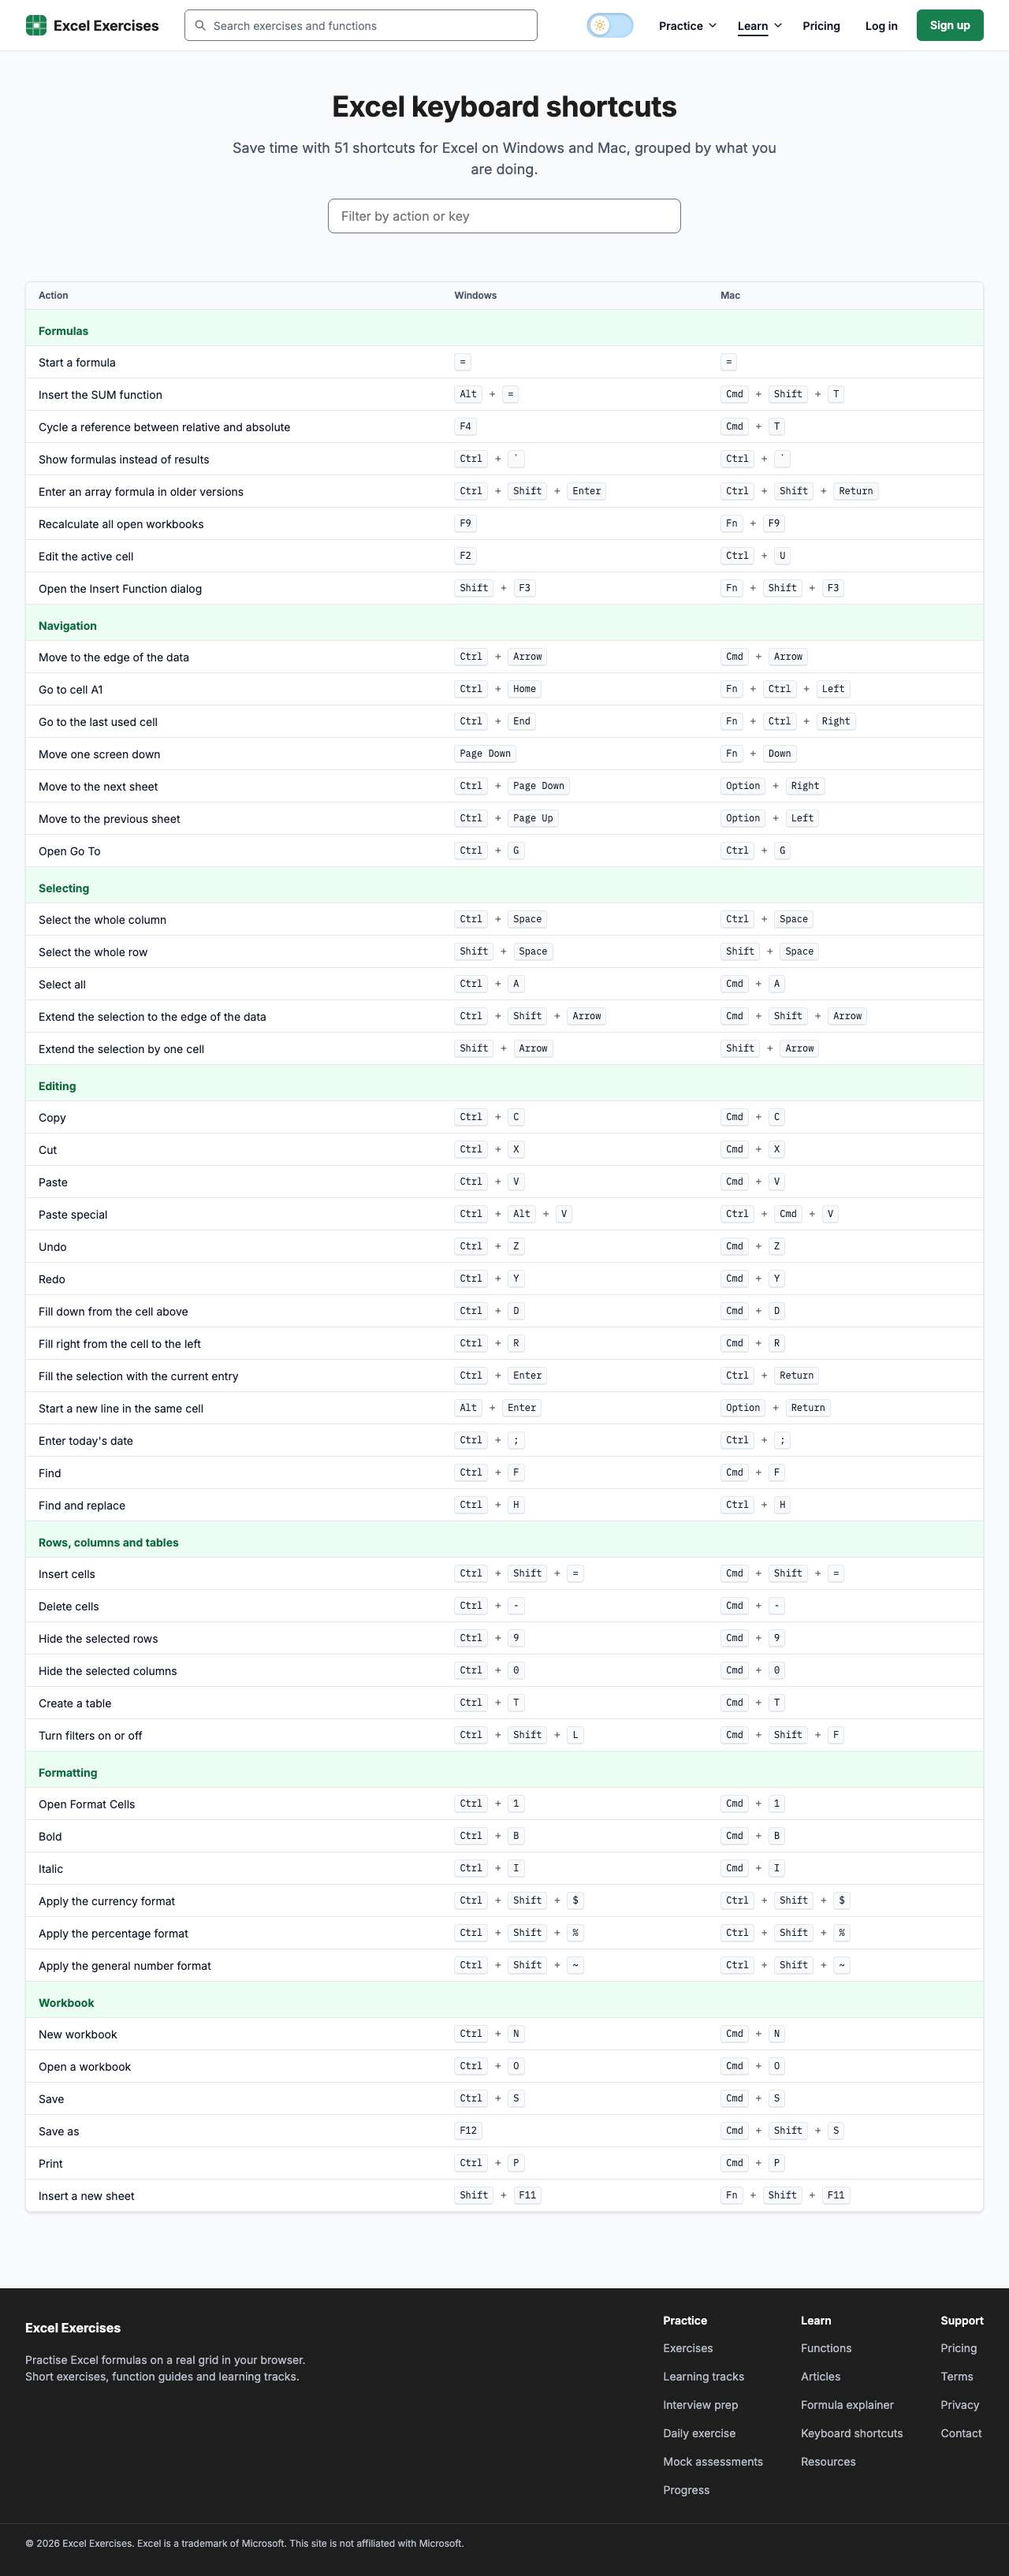 Excel Exercises
Search exercises and functions
Practice
Learn
Pricing
Log in
Sign up
Excel keyboard shortcuts
Save time with 51 shortcuts for Excel on Windows and Mac, grouped by what you
are doing.
Filter by action or key
Action Windows Mac
Formulas
Start a formula = =
Insert the SUM function Alt + = Cmd + Shift + T
Cycle a reference between relative and absolute F4 Cmd + T
Show formulas instead of results Ctrl + ` Ctrl + `
Enter an array formula in older versions Ctrl + Shift + Enter Ctrl + Shift + Return
Recalculate all open workbooks F9 Fn + F9
Edit the active cell F2 Ctrl + U
Open the Insert Function dialog Shift + F3 Fn + Shift + F3
Navigation
Move to the edge of the data Ctrl + Arrow Cmd + Arrow
Go to cell A1 Ctrl + Home Fn + Ctrl + Left
Go to the last used cell Ctrl + End Fn + Ctrl + Right
Move one screen down Page Down Fn + Down
Move to the next sheet Ctrl + Page Down Option + Right
Move to the previous sheet Ctrl + Page Up Option + Left
Open Go To Ctrl + G Ctrl + G
Selecting
Select the whole column Ctrl + Space Ctrl + Space
Select the whole row Shift + Space Shift + Space
Select all Ctrl + A Cmd + A
Extend the selection to the edge of the data Ctrl + Shift + Arrow Cmd + Shift + Arrow
Extend the selection by one cell Shift + Arrow Shift + Arrow
Editing
Copy Ctrl + C Cmd + C
Cut Ctrl + X Cmd + X
Paste Ctrl + V Cmd + V
Paste special Ctrl + Alt + V Ctrl + Cmd + V
Undo Ctrl + Z Cmd + Z
Redo Ctrl + Y Cmd + Y
Fill down from the cell above Ctrl + D Cmd + D
Fill right from the cell to the left Ctrl + R Cmd + R
Fill the selection with the current entry Ctrl + Enter Ctrl + Return
Start a new line in the same cell Alt + Enter Option + Return
Enter today's date Ctrl + ; Ctrl + ;
Find Ctrl + F Cmd + F
Find and replace Ctrl + H Ctrl + H
Rows, columns and tables
Insert cells Ctrl + Shift + = Cmd + Shift + =
Delete cells Ctrl + - Cmd + -
Hide the selected rows Ctrl + 9 Cmd + 9
Hide the selected columns Ctrl + 0 Cmd + 0
Create a table Ctrl + T Cmd + T
Turn filters on or off Ctrl + Shift + L Cmd + Shift + F
Formatting
Open Format Cells Ctrl + 1 Cmd + 1
Bold Ctrl + B Cmd + B
Italic Ctrl + I Cmd + I
Apply the currency format Ctrl + Shift + $ Ctrl + Shift + $
Apply the percentage format Ctrl + Shift + % Ctrl + Shift + %
Apply the general number format Ctrl + Shift + ~ Ctrl + Shift + ~
Workbook
New workbook Ctrl + N Cmd + N
Open a workbook Ctrl + O Cmd + O
Save Ctrl + S Cmd + S
Save as F12 Cmd + Shift + S
Print Ctrl + P Cmd + P
Insert a new sheet Shift + F11 Fn + Shift + F11
Excel Exercises
Practise Excel formulas on a real grid in your browser.
Short exercises, function guides and learning tracks.
Practice
Exercises
Learning tracks
Interview prep
Daily exercise
Mock assessments
Progress
Learn
Functions
Articles
Formula explainer
Keyboard shortcuts
Resources
Support
Pricing
Terms
Privacy
Contact
© 2026 Excel Exercises. Excel is a trademark of Microsoft. This site is not affiliated with Microsoft.